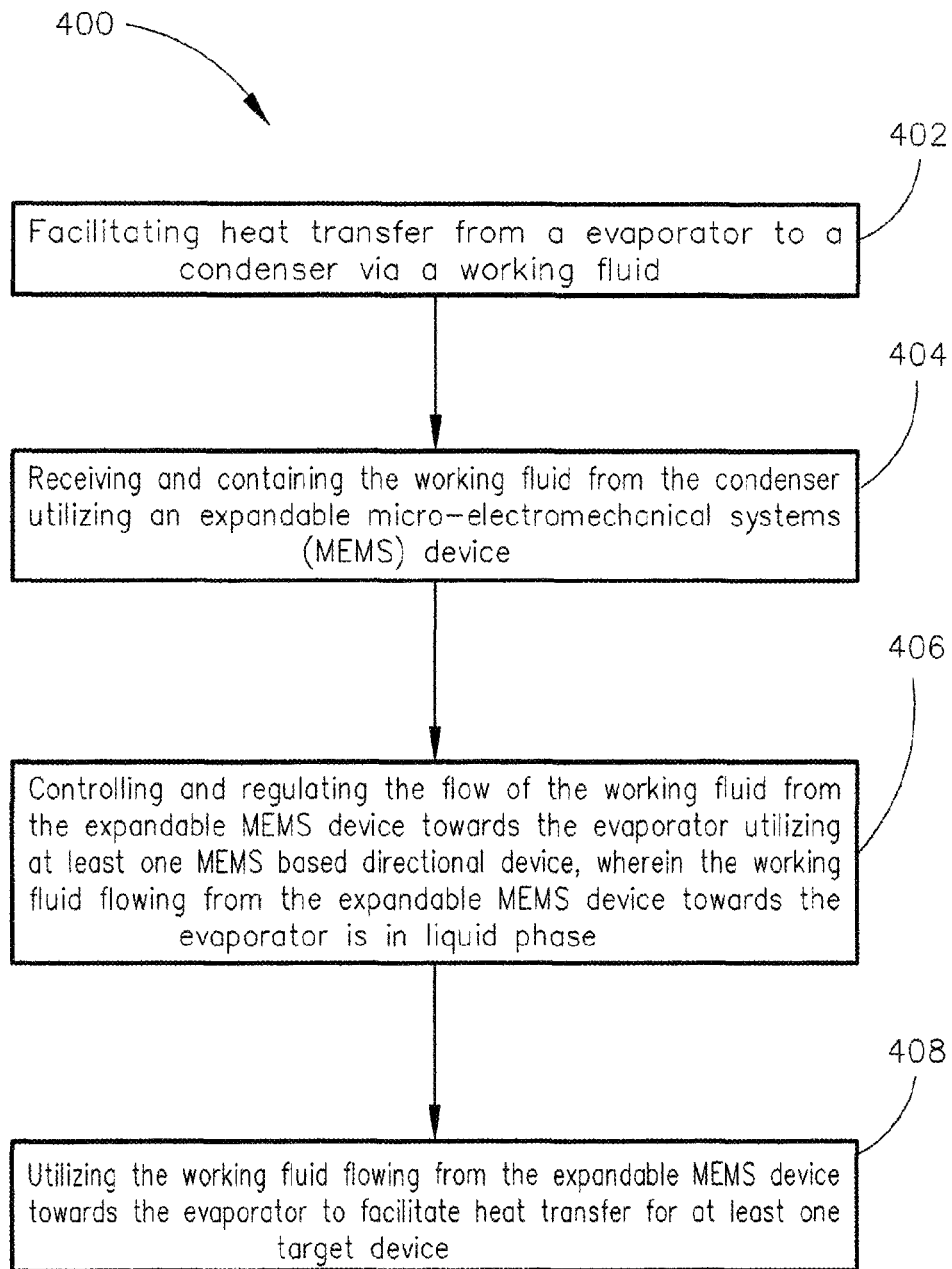 400
402
Facilitating heat transfer from a evaporator to a
condenser via a working fluid
404
Receiving and containing the working fluid from the condenser
utilizing an expandable micro-electromechanical systems
(MEMS) device
406
Controlling and regulating the flow of the working fluid from
the expandable MEMS device towards the evaporator utilizing
at least one MEMS based directional device, wherein the working
fluid flowing from the expandable MEMS device towards the
evaporator is in liquid phase
408
Utilizing the working fluid flowing from the expandable MEMS device
towards the evaporator to facilitate heat transfer for at least one
target device